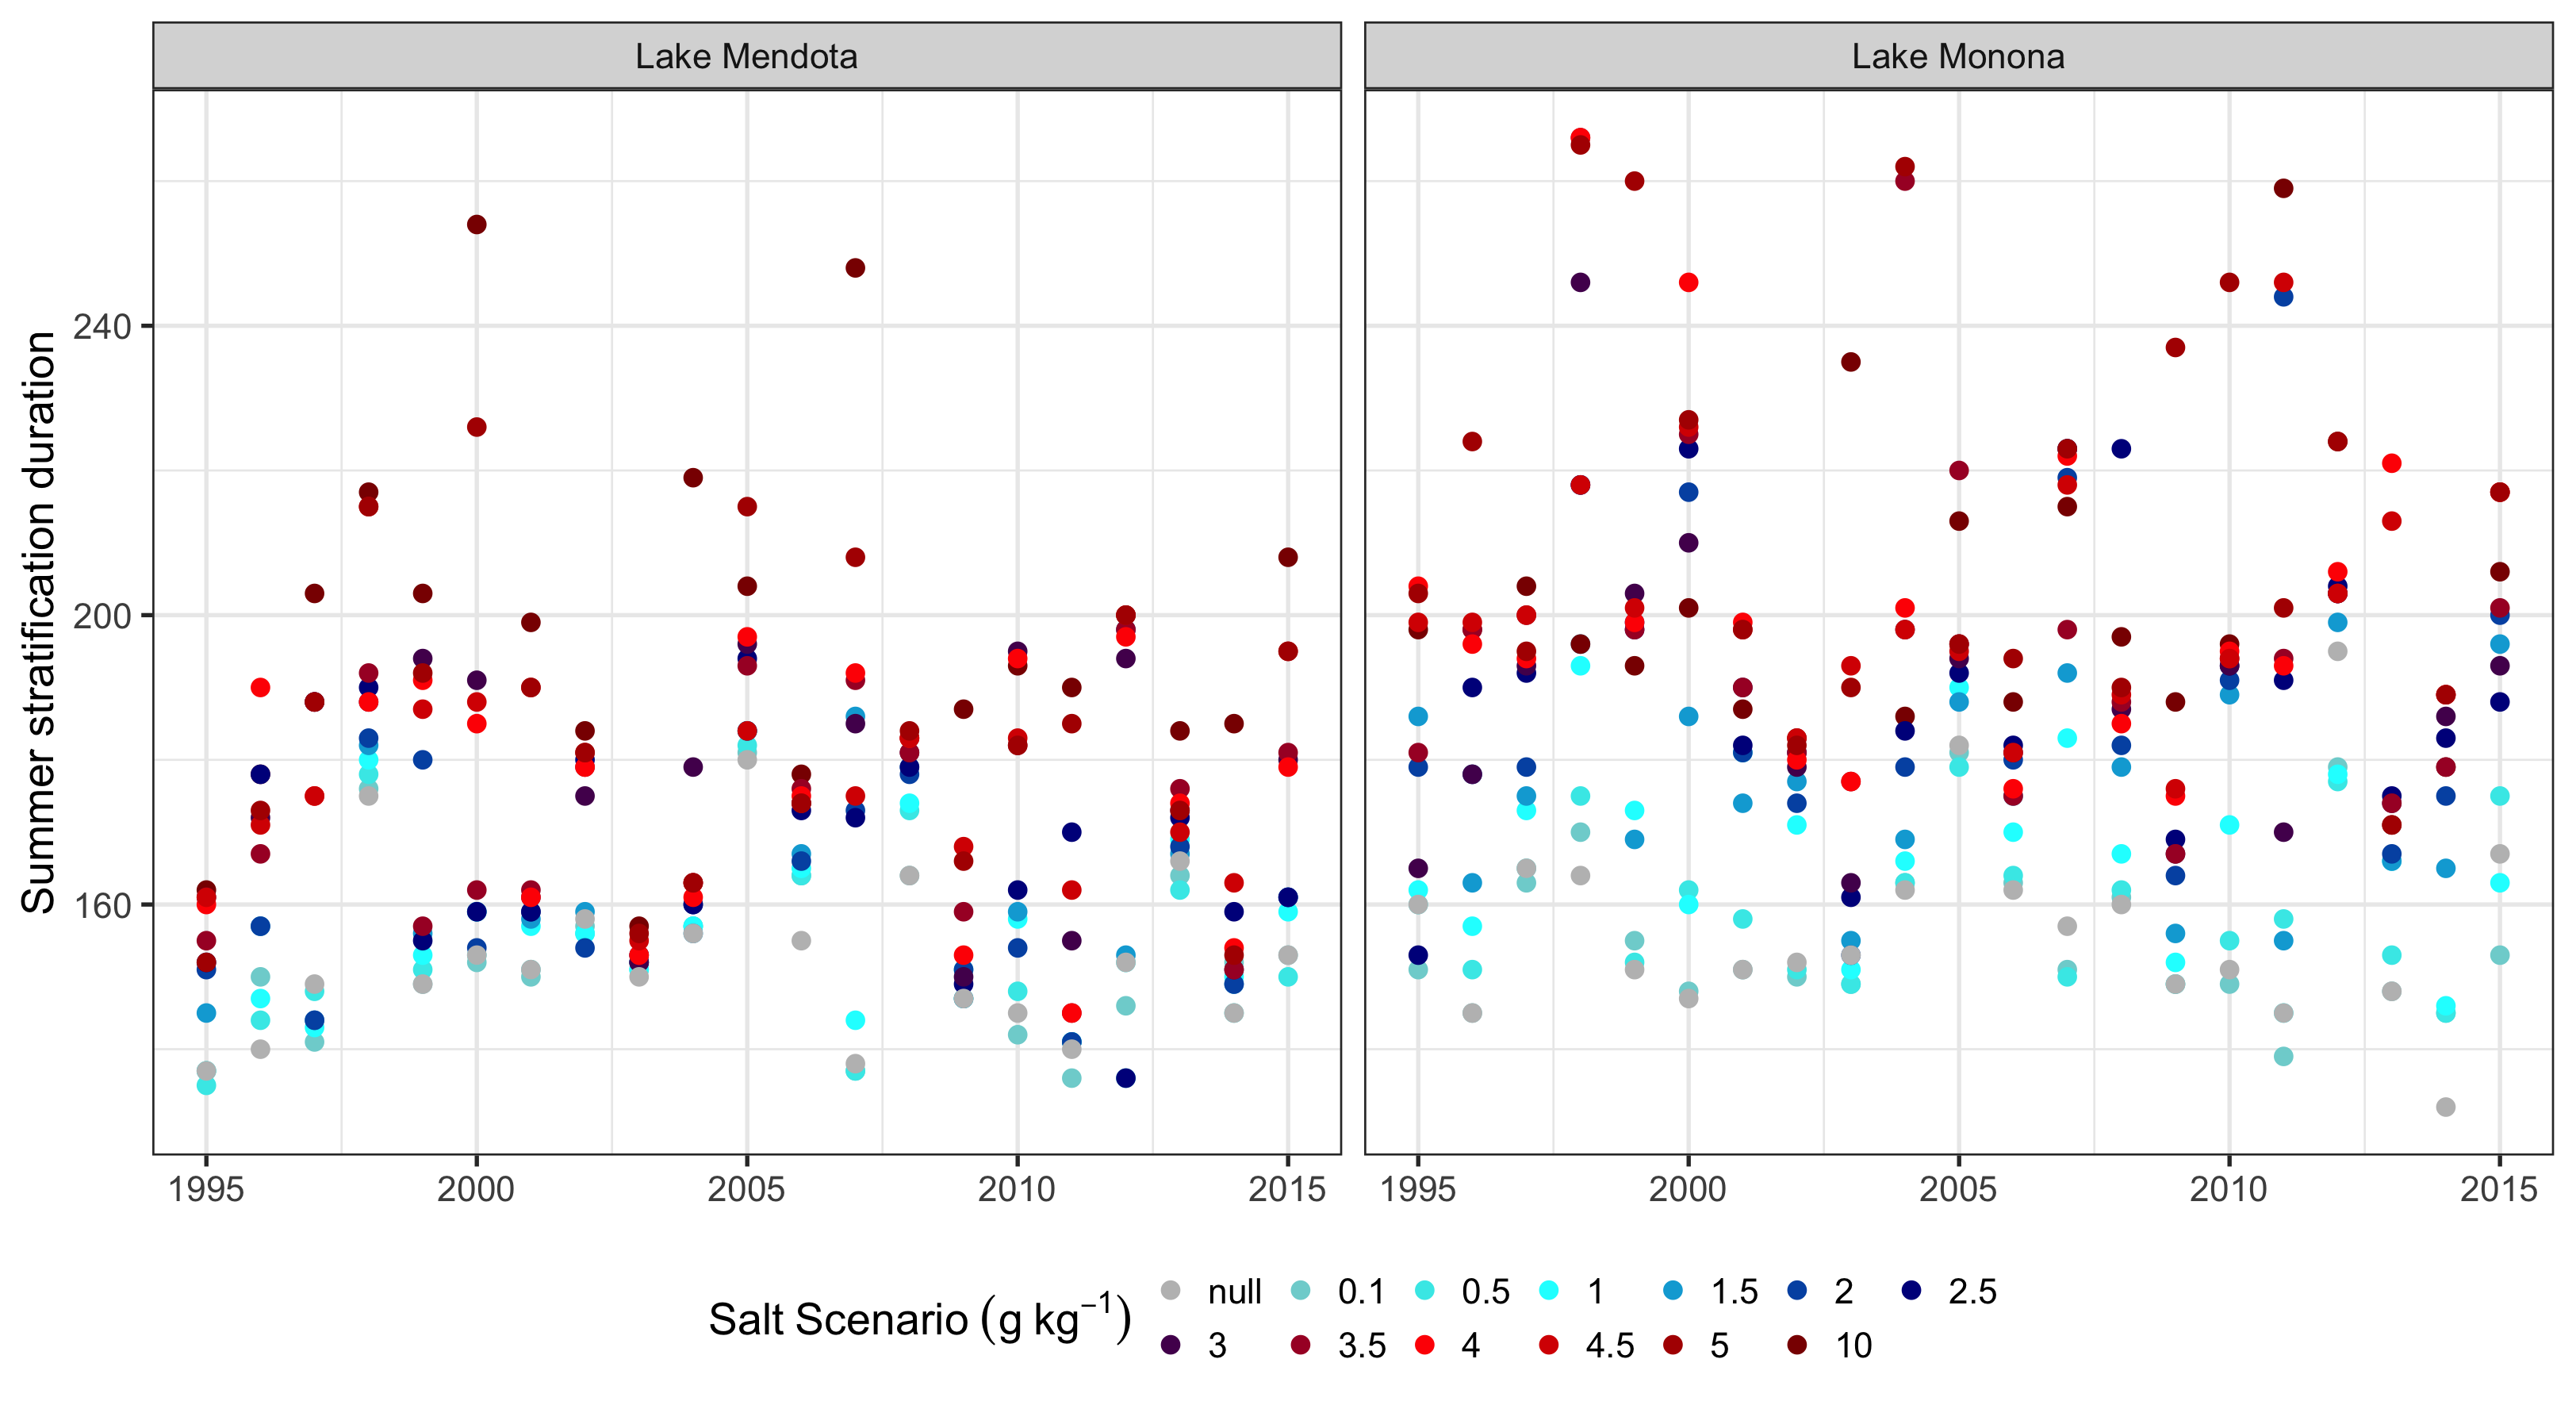 Lake Mendota Lake Monona
Summer stratification duration
240
200
160
1995 2000 2005 2010 2015 1995 2000 2005 2010 2015
Salt Scenario (g kg⁻¹)
null 0.1 0.5 1 1.5 2 2.5
3 3.5 4 4.5 5 10